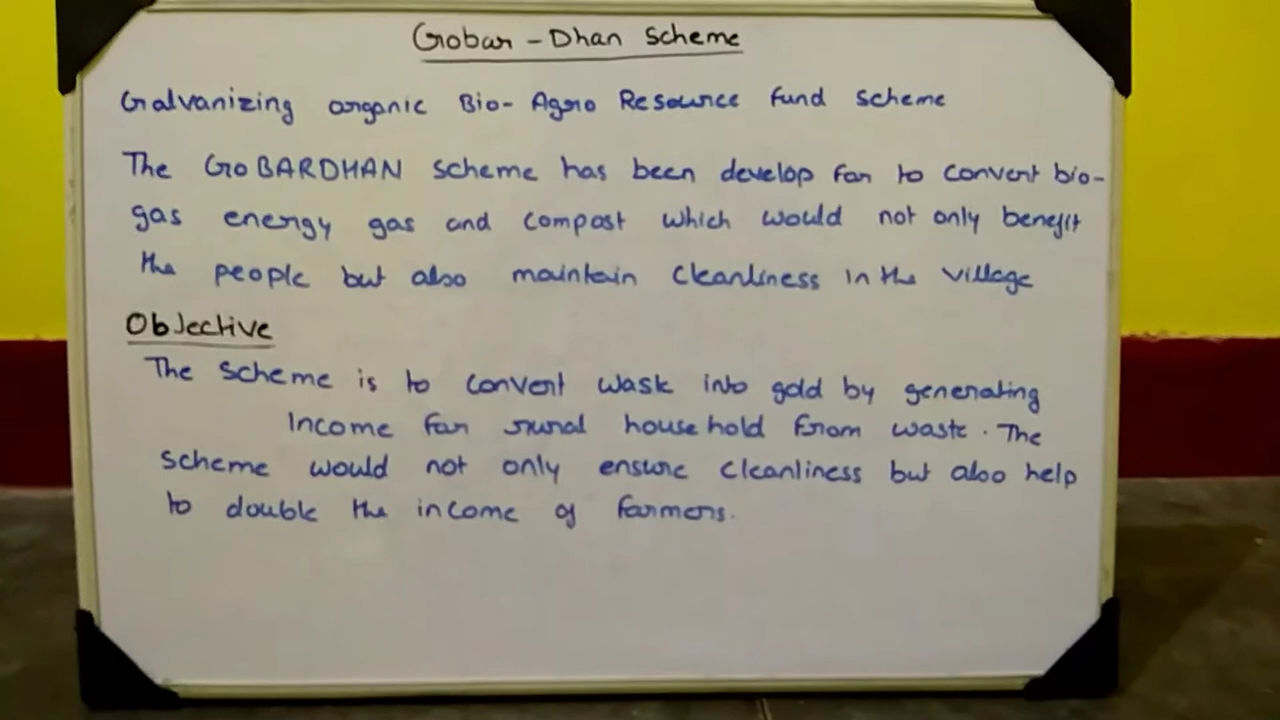 Gobar - Dhan Scheme
Galvanizing organic Bio- Agro Resource fund scheme
The GoBARDHAN scheme has been develop for to convert bio-
gas energy gas and compost which would not only benefit
the people but also maintain cleanliness in the village
Objective
The scheme is to convert waste into gold by generating
Income for rural household from waste. The
scheme would not only ensure cleanliness but also help
to double the income of farmers.